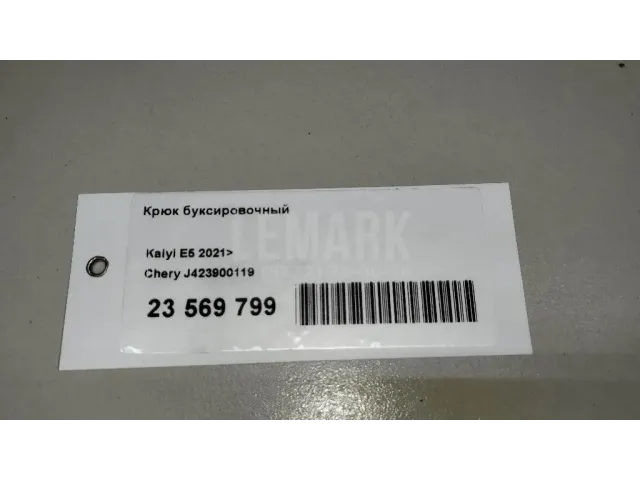 Крюк буксировочный
LEMARK
Kaiyi E5 2021>
Chery J423900119
23 569 799